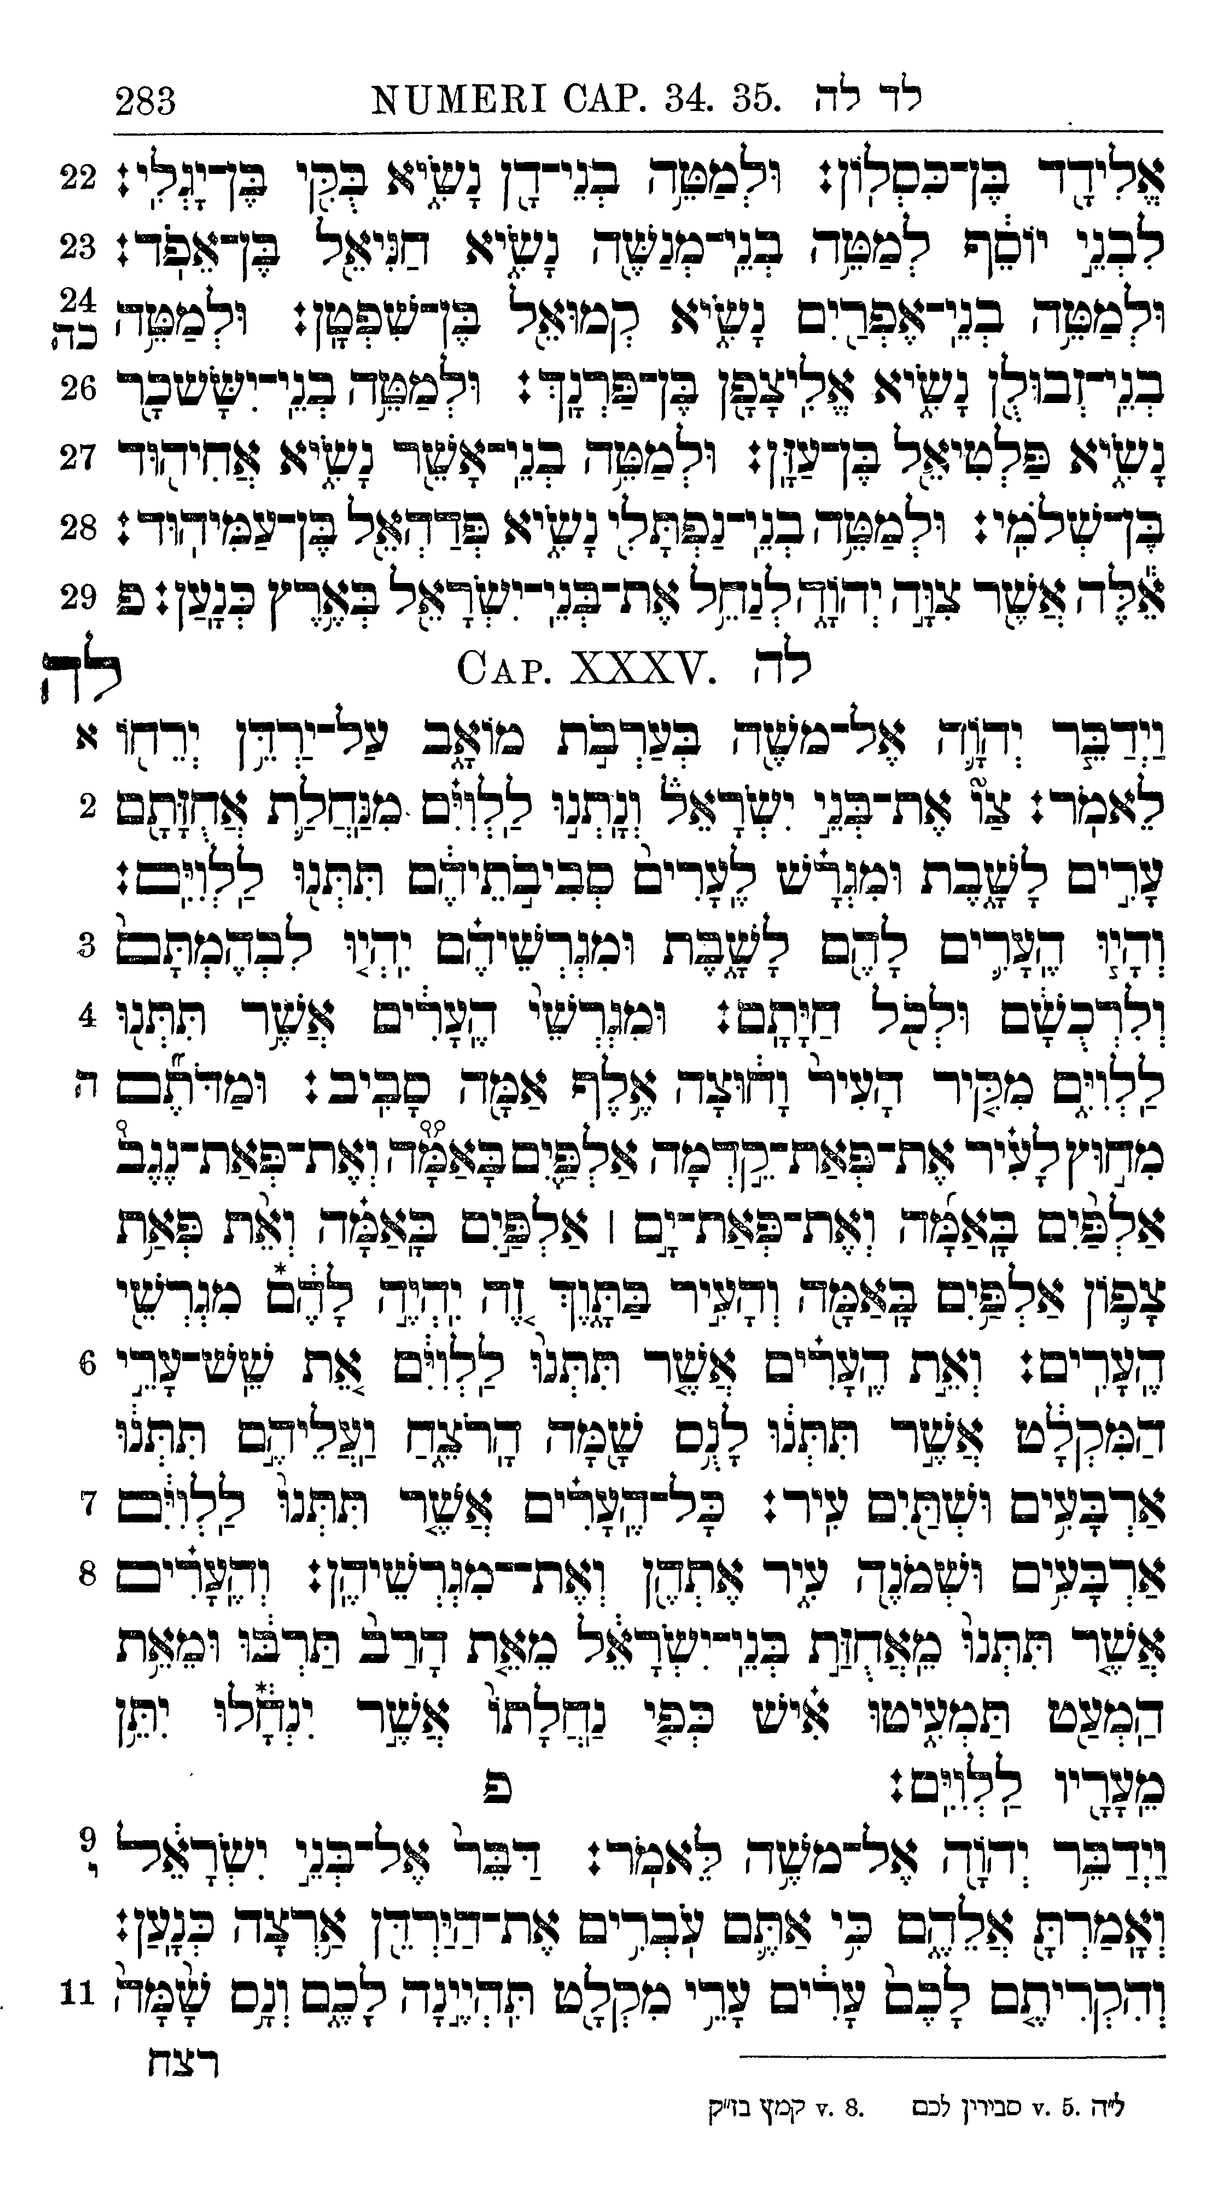 283 NUMERI CAP. 34. 35. לד לה
22 אֱלִידָ֖ד בֶּן־כִּסְלֽוֹן׃ וּלְמַטֵּ֥ה בְנֵי־דָ֖ן נָשִׂ֑יא בֻּקִּ֖י בֶּן־יָגְלִֽי׃
23 לִבְנֵ֣י יוֹסֵ֔ף לְמַטֵּ֥ה בְנֵֽי־מְנַשֶּׁ֖ה נָשִׂ֑יא חַנִּיאֵ֖ל בֶּן־אֵפֹֽד׃
24 כה וּלְמַטֵּ֥ה בְנֵֽי־אֶפְרַ֖יִם נָשִׂ֑יא קְמוּאֵ֖ל בֶּן־שִׁפְטָֽן׃ וּלְמַטֵּ֥ה
26 בְנֵֽי־זְבוּלֻ֖ן נָשִׂ֑יא אֱלִֽיצָפָ֖ן בֶּן־פַּרְנָֽךְ׃ וּלְמַטֵּ֥ה בְנֵֽי־יִשָּׂשכָ֖ר
27 נָשִׂ֑יא פַּלְטִיאֵ֖ל בֶּן־עַזָּֽן׃ וּלְמַטֵּ֥ה בְנֵֽי־אָשֵׁ֖ר נָשִׂ֑יא אֲחִיה֖וּד
28 בֶּן־שְׁלֹמִֽי׃ וּלְמַטֵּ֥ה בְנֵֽי־נַפְתָּלִ֖י נָשִׂ֑יא פְּדַהְאֵ֖ל בֶּן־עַמִּיהֽוּד׃
29 אֵ֕לֶּה אֲשֶׁ֖ר צִוָּ֣ה יְהוָֹ֑ה לְנַחֵ֥ל אֶת־בְּנֵֽי־יִשְׂרָאֵ֖ל בְּאֶ֥רֶץ כְּנָֽעַן׃ פ
לה CAP. XXXV. לה
א וַיְדַבֵּ֧ר יְהוָֹ֛ה אֶל־מֹשֶׁ֖ה בְּעַרְבֹ֣ת מוֹאָ֑ב עַל־יַרְדֵּ֥ן יְרֵח֖וֹ
2 לֵאמֹֽר׃ צַו֮ אֶת־בְּנֵ֣י יִשְׂרָאֵל֒ וְנָֽתְנ֣וּ לַֽלְוִיִּ֗ם מִֽנַּחֲלַ֛ת אֲחֻזָּתָ֖ם
עָרִ֣ים לָשָׁ֑בֶת וּמִגְרָ֗שׁ לֶֽעָרִים֙ סְבִיבֹ֣תֵיהֶ֔ם תִּתְּנ֖וּ לַֽלְוִיִּֽם׃
3 וְהָי֧וּ הֶֽעָרִ֛ים לָהֶ֖ם לָשָׁ֑בֶת וּמִגְרְשֵׁיהֶ֗ם יִֽהְי֤וּ לִבְהֶמְתָּם֙
4 וְלִרְכֻשָׁ֔ם וּלְכֹ֖ל חַיָּתָֽם׃ וּמִגְרְשֵׁי֙ הֶֽעָרִ֔ים אֲשֶׁ֥ר תִּתְּנ֖וּ
ה לַֽלְוִיִּ֑ם מִקִּ֤יר הָעִיר֙ וָח֔וּצָה אֶ֥לֶף אַמָּ֖ה סָבִֽיב׃ וּמַדֹּתֶ֞ם
מִח֣וּץ לָעִ֗יר אֶת־פְּאַת־קֵ֣דְמָה אַלְפַּ֪יִם בָּֽאַמָּ֟ה וְאֶת־פְּאַת־נֶגֶב֩
אַלְפַּ֨יִם בָּֽאַמָּ֜ה וְאֶת־פְּאַת־יָ֣ם ׀ אַלְפַּ֣יִם בָּֽאַמָּ֗ה וְאֵ֨ת פְּאַ֥ת
צָפ֛וֹן אַלְפַּ֥יִם בָּֽאַמָּ֖ה וְהָעִ֣יר בַּתָּ֑וֶךְ זֶ֚ה יִֽהְיֶ֣ה לָהֶ֔ם* מִגְרְשֵׁ֖י
6 הֶֽעָרִֽים׃ וְאֵ֣ת הֶֽעָרִ֗ים אֲשֶׁ֤ר תִּתְּנוּ֙ לַֽלְוִיִּ֔ם אֵ֚ת שֵׁשׁ־עָרֵ֣י
הַמִּקְלָ֔ט אֲשֶׁ֣ר תִּתְּנ֔וּ לָנֻ֥ס שָׁ֖מָּה הָֽרֹצֵ֑חַ וַֽעֲלֵיהֶ֣ם תִּתְּנ֔וּ
7 אַרְבָּעִ֥ים וּשְׁתַּ֖יִם עִֽיר׃ כָּל־הֶֽעָרִ֗ים אֲשֶׁ֤ר תִּתְּנוּ֙ לַֽלְוִיִּ֔ם
8 אַרְבָּעִ֥ים וּשְׁמֹנֶ֖ה עִ֑יר אֶתְהֶ֖ן וְאֶת־מִגְרְשֵׁיהֶֽן׃ וְהֶֽעָרִ֗ים
אֲשֶׁ֤ר תִּתְּנוּ֙ מֵֽאֲחֻזַּ֣ת בְּנֵֽי־יִשְׂרָאֵ֔ל מֵאֵ֤ת הָרַב֙ תַּרְבּ֔וּ וּמֵאֵ֥ת
הַֽמְעַ֖ט תַּמְעִ֑יטוּ אִ֗ישׁ כְּפִ֤י נַֽחֲלָתוֹ֙ אֲשֶׁ֣ר יִנְחָ֔לוּ* יִתֵּ֥ן
מֵֽעָרָ֖יו לַֽלְוִיִּֽם׃ פ
9 י וַיְדַבֵּ֥ר יְהוָֹ֖ה אֶל־מֹשֶׁ֥ה לֵּאמֹֽר׃ דַּבֵּר֙ אֶל־בְּנֵ֣י יִשְׂרָאֵ֔ל
וְאָֽמַרְתָּ֖ אֲלֵהֶ֑ם כִּ֥י אַתֶּ֛ם עֹֽבְרִ֥ים אֶת־הַיַּרְדֵּ֖ן אַ֥רְצָה כְּנָֽעַן׃
11 וְהִקְרִיתֶ֤ם לָכֶם֙ עָרִ֔ים עָרֵ֥י מִקְלָ֖ט תִּֽהְיֶ֣ינָה לָכֶ֑ם וְנָ֥ס שָׁ֨מָּה֙
רצח
ל״ה v. 5. סבירין לכם v. 8. קמץ בז״ק